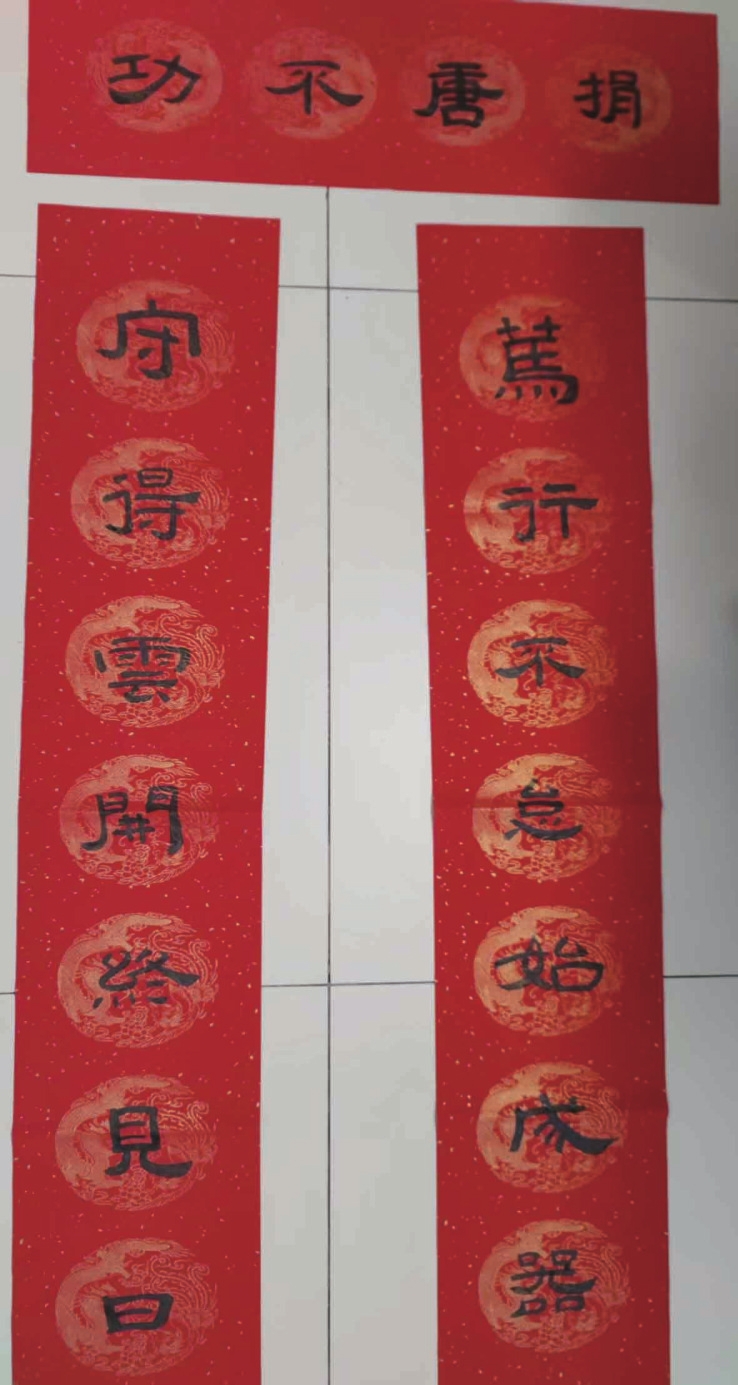 功不唐捐
篤行不怠始成器
守得雲開終見日